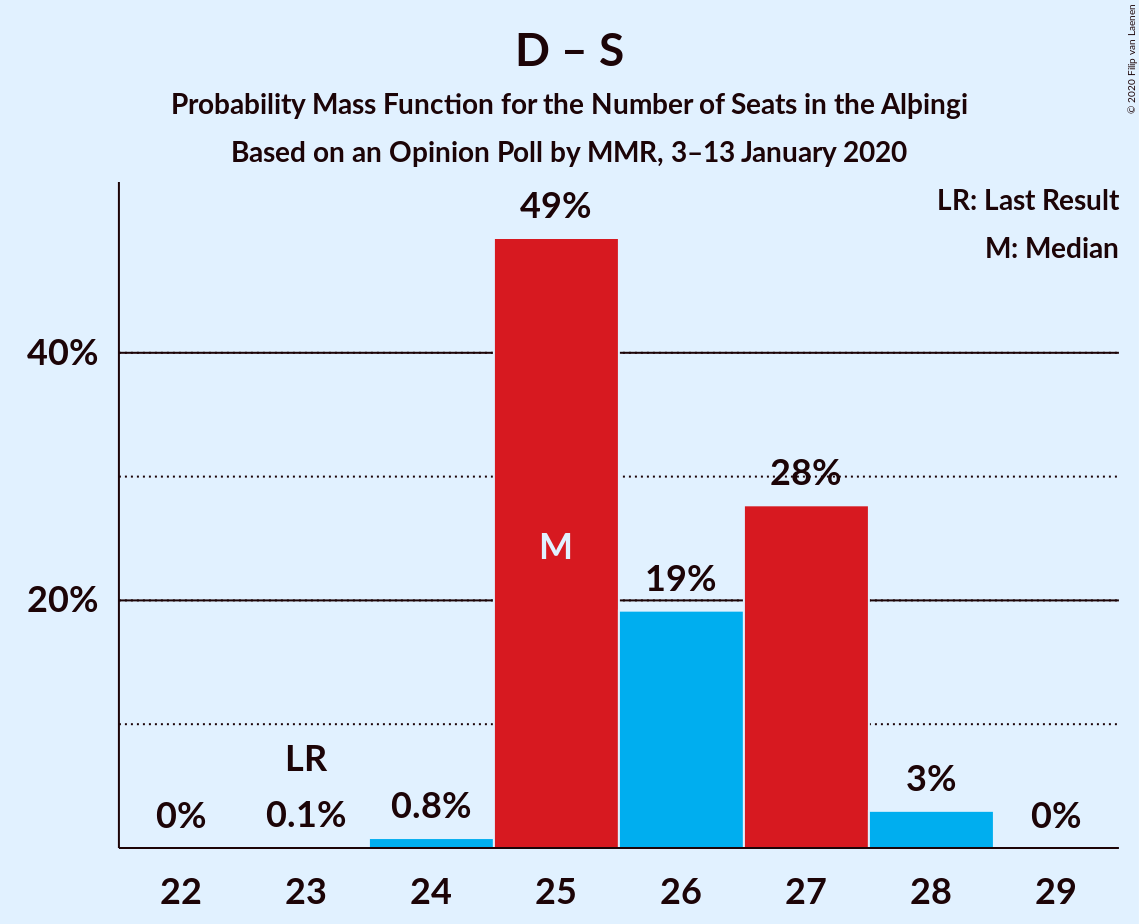 D – S
Probability Mass Function for the Number of Seats in the Alþingi
Based on an Opinion Poll by MMR, 3–13 January 2020
© 2020 Filip van Laenen
LR: Last Result
M: Median
49%
40%
28%
M
19%
20%
LR
0%
0.1%
0.8%
3%
0%
22
23
24
25
26
27
28
29